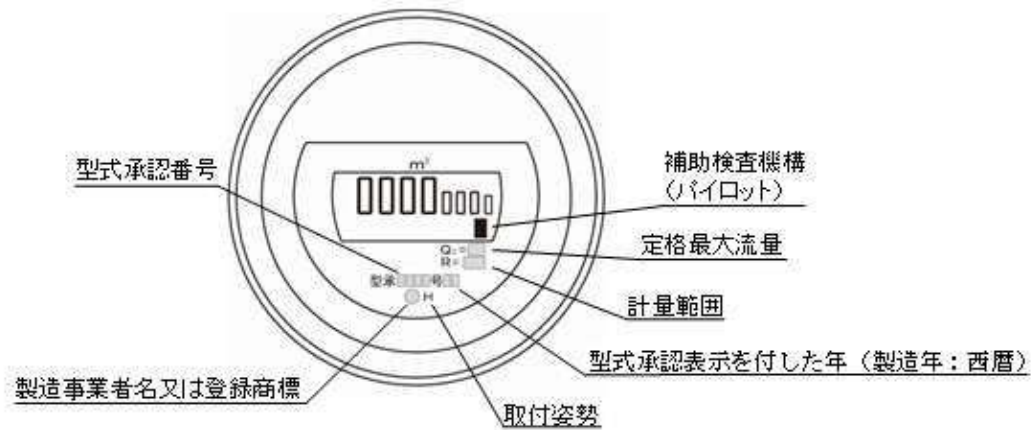 型式承認番号
補助検査機構
(パイロット)
m³
00000000
定格最大流量
Q₃=
R=
計量範囲
型承 号
H
型式承認表示を付した年(製造年:西暦)
製造事業者名又は登録商標
取付姿勢